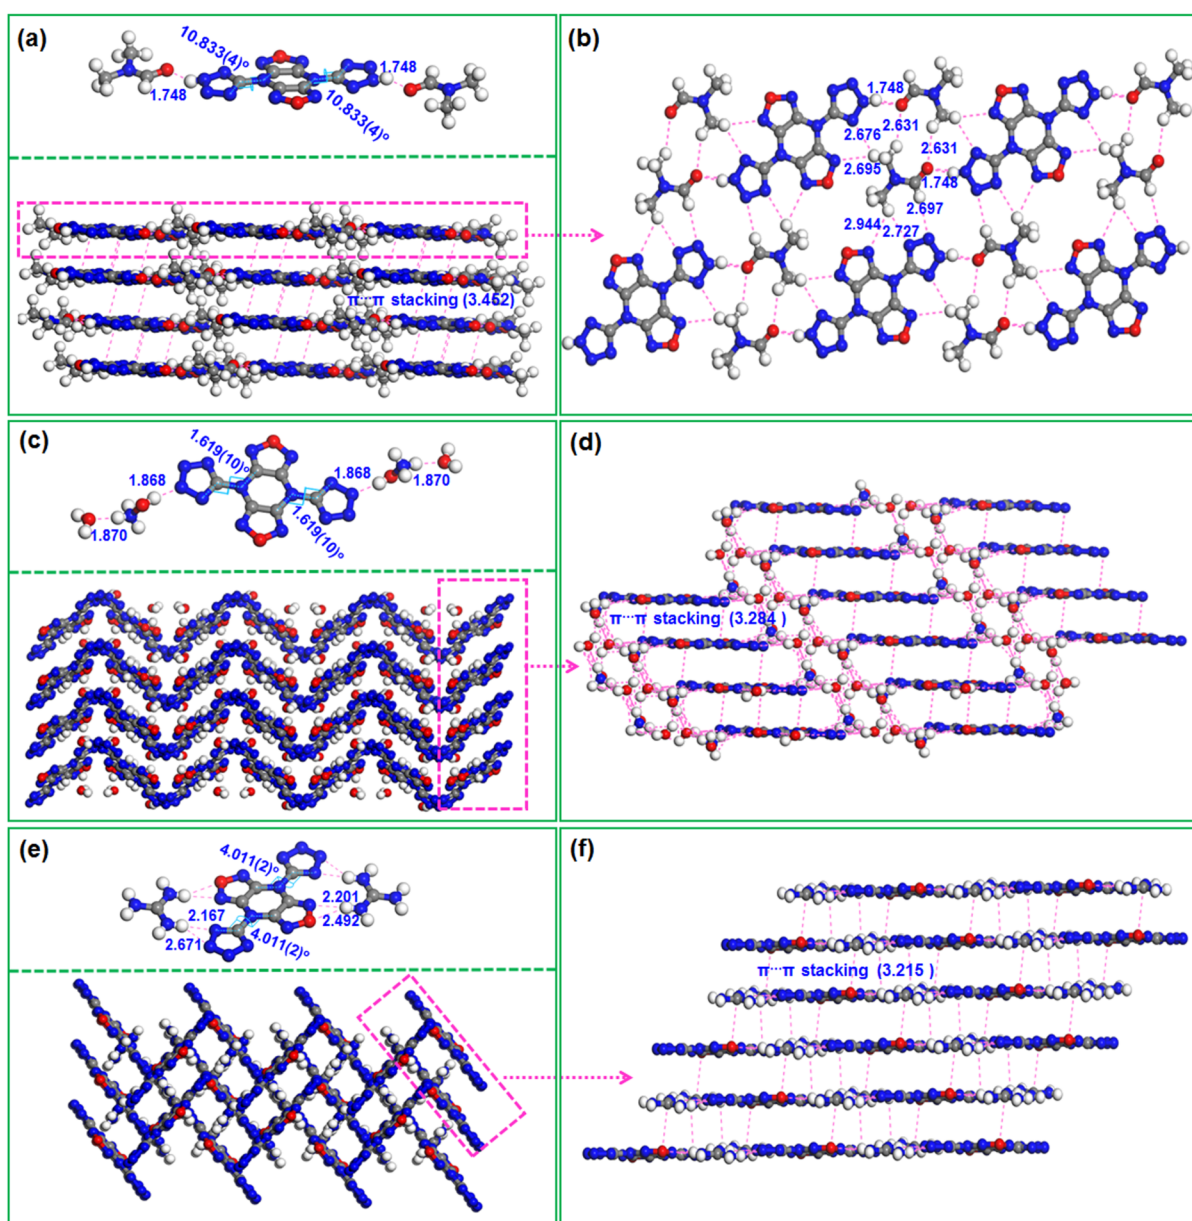 (a)
10.833(4)º
1.748
1.748
10.833(4)º
π···π stacking (3.452)
(b)
1.748
2.631
2.676
2.631
2.695
1.748
2.697
2.944
2.727
(c)
1.619(10)º
1.868
1.868
1.870
1.870
1.619(10)º
(d)
π···π stacking (3.284 )
(e)
4.011(2)º
2.201
2.167
2.492
2.671
4.011(2)º
(f)
π···π stacking (3.215 )